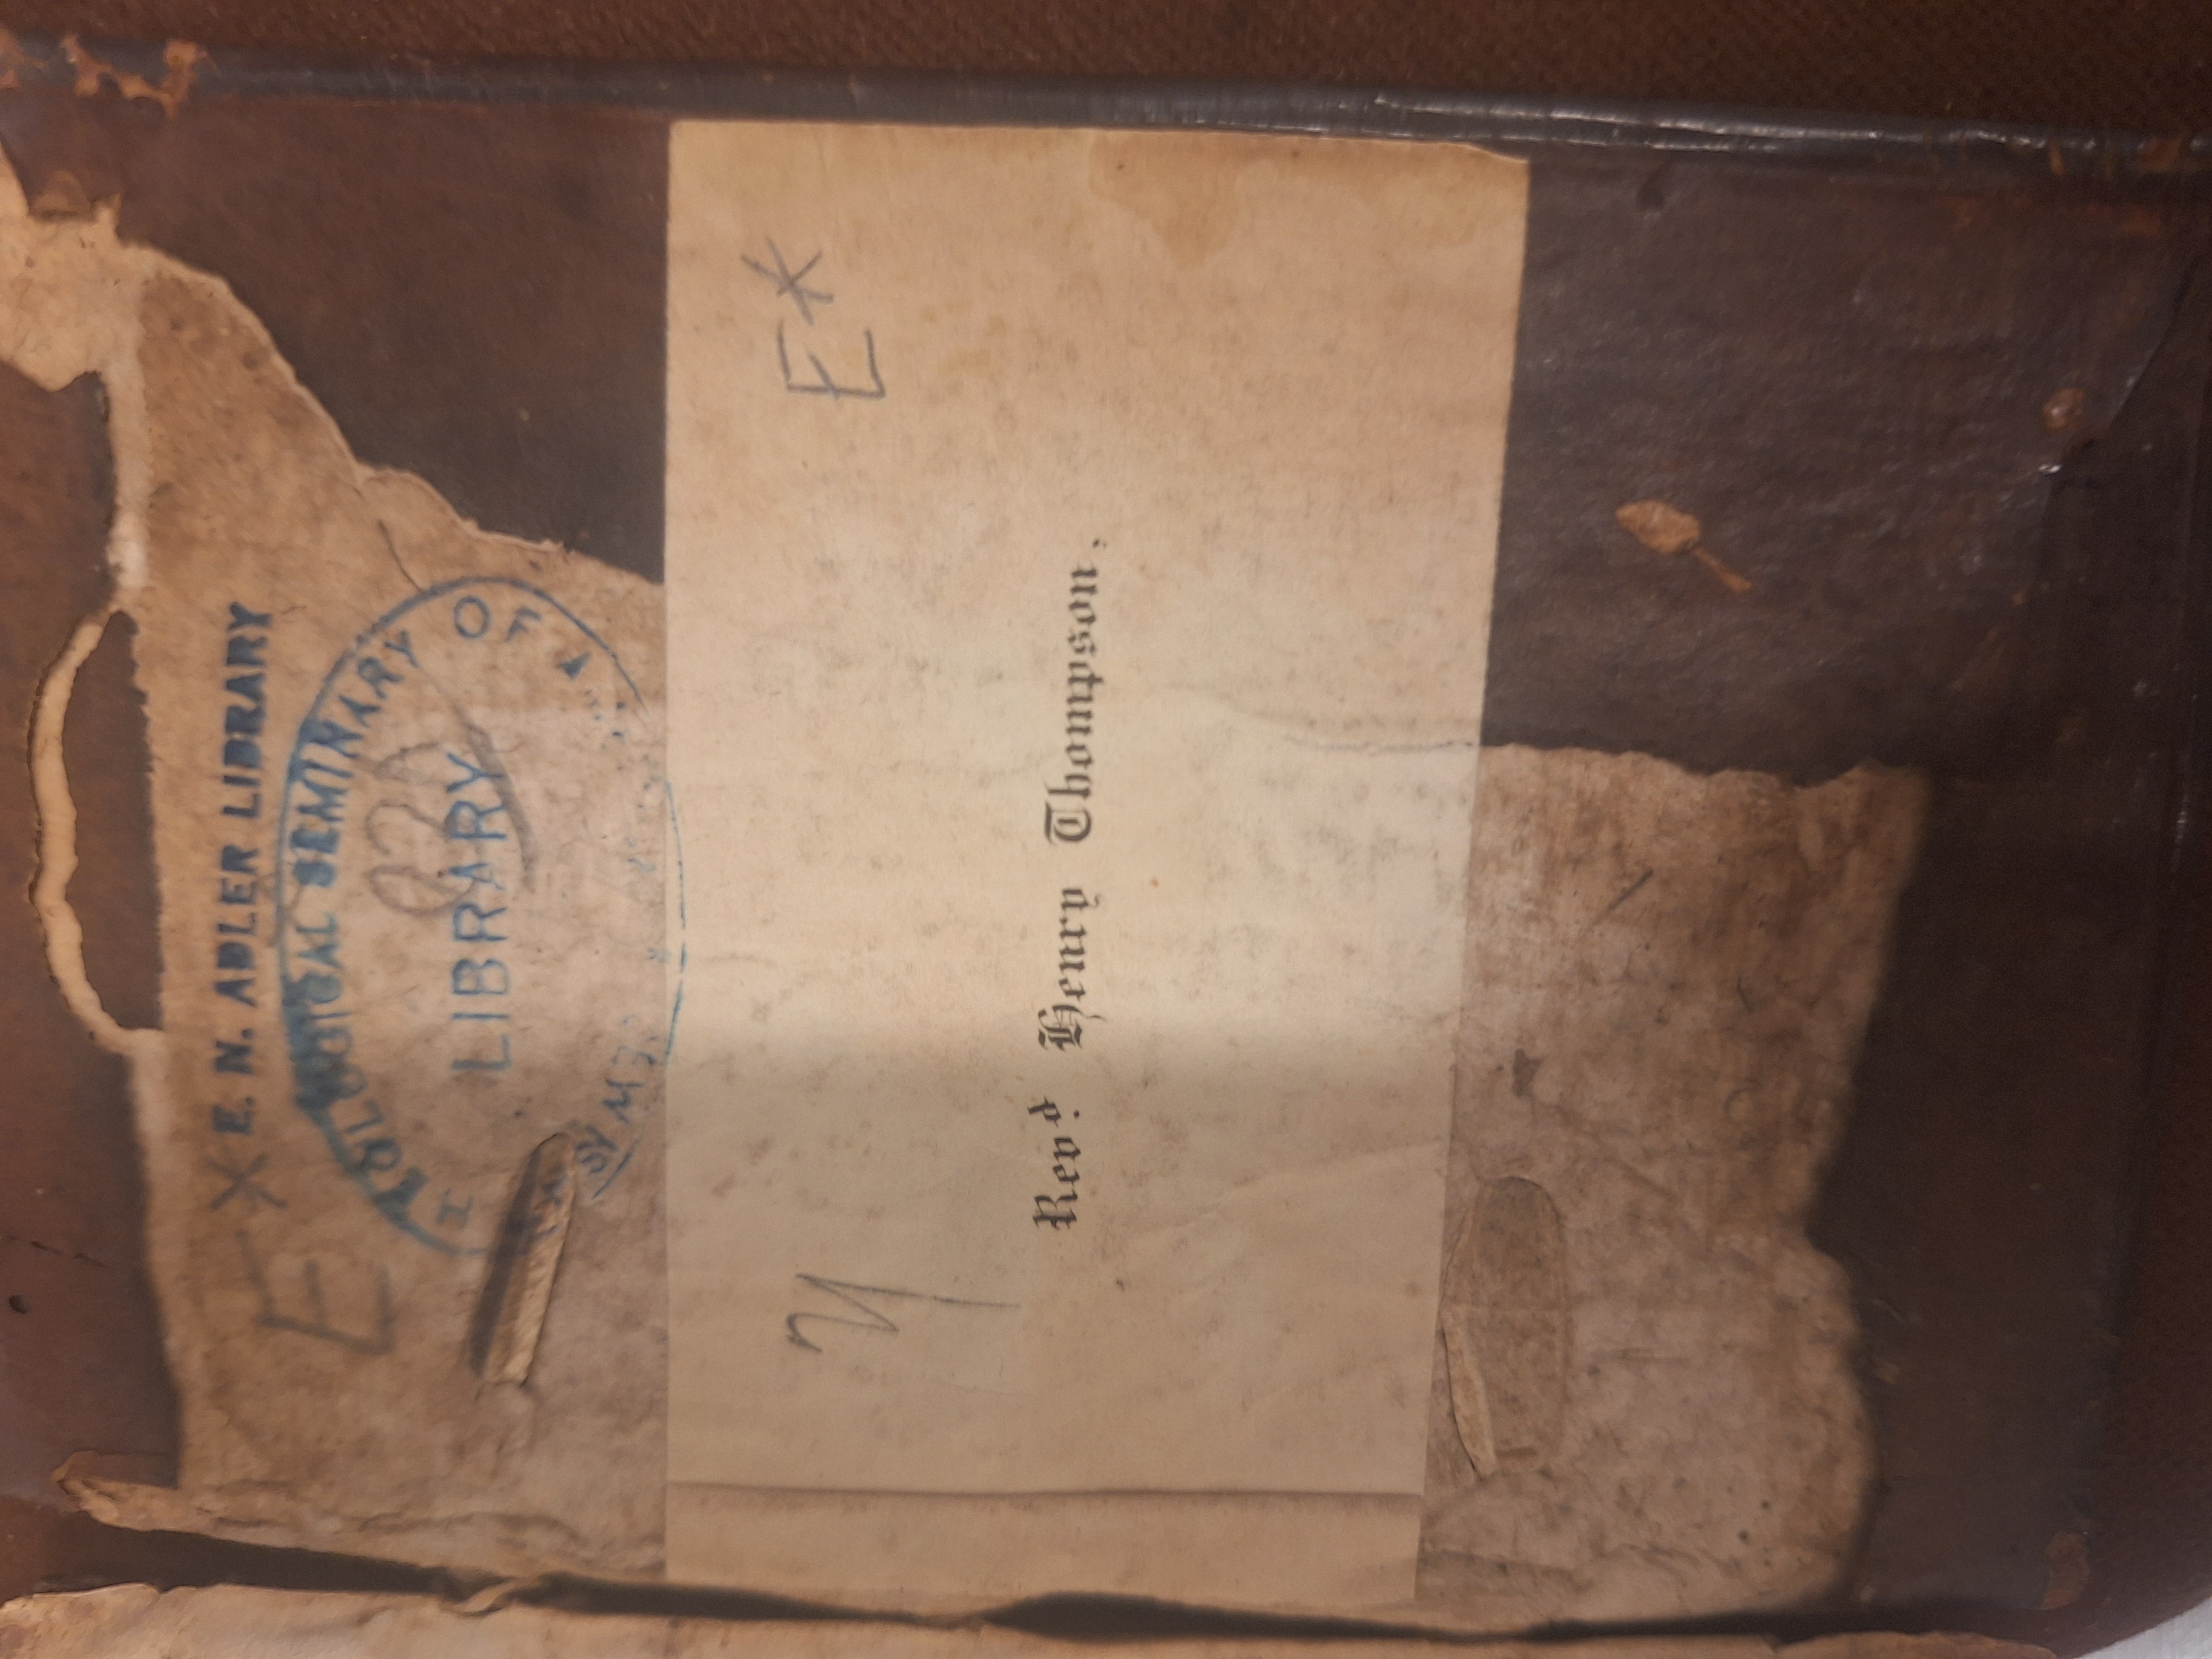 E. N. ADLER LIBRARY
E X
THEOLOGICAL SEMINARY OF
LIBRARY
E*
Revd. Henry Thompson.